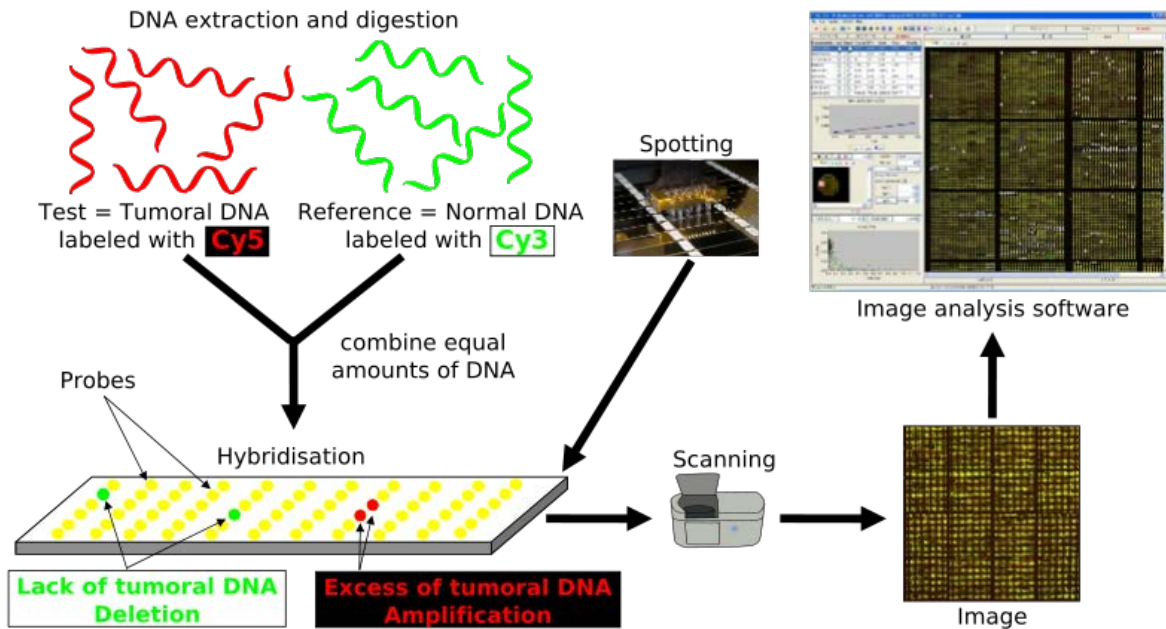 DNA extraction and digestion
Test = Tumoral DNA
labeled with Cy5
Reference = Normal DNA
labeled with Cy3
Spotting
combine equal
amounts of DNA
Probes
Hybridisation
Lack of tumoral DNA
Deletion
Excess of tumoral DNA
Amplification
Scanning
Image
Image analysis software